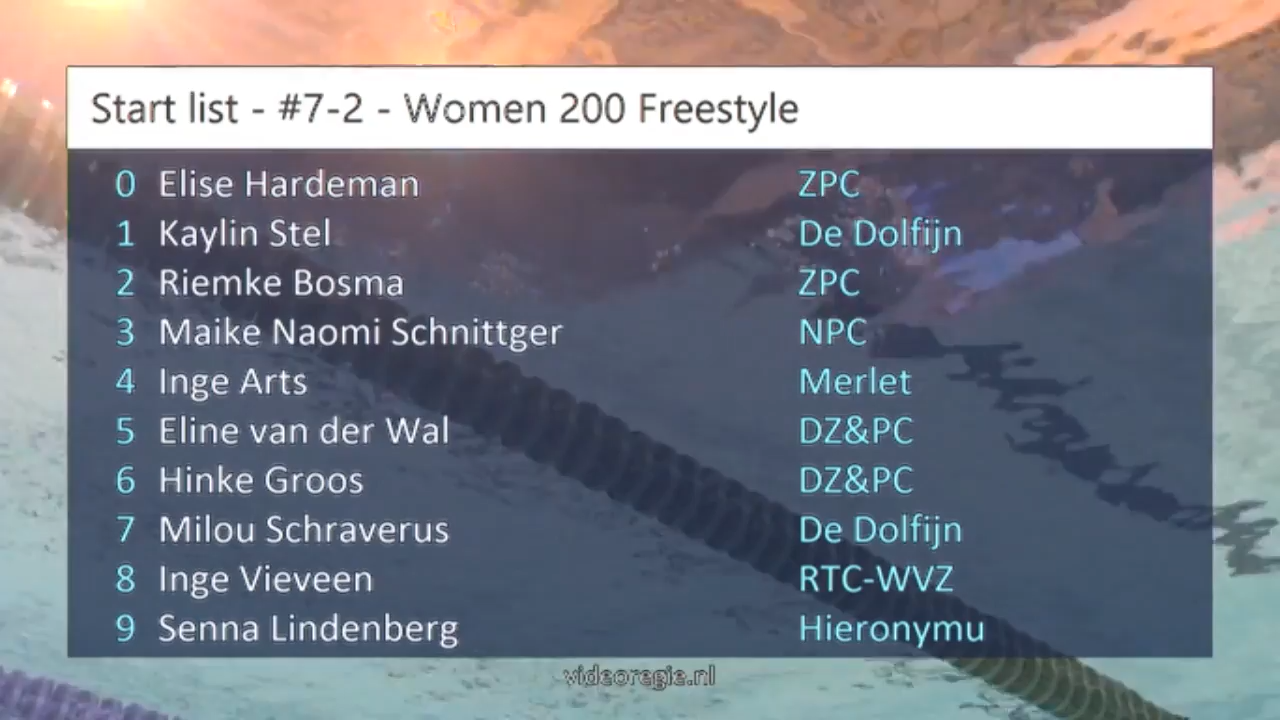 Start list - #7-2 - Women 200 Freestyle
0 Elise Hardeman ZPC
1 Kaylin Stel De Dolfijn
2 Riemke Bosma ZPC
3 Maike Naomi Schnittger NPC
4 Inge Arts Merlet
5 Eline van der Wal DZ&PC
6 Hinke Groos DZ&PC
7 Milou Schraverus De Dolfijn
8 Inge Vieveen RTC-WVZ
9 Senna Lindenberg Hieronymu
videoregie.nl